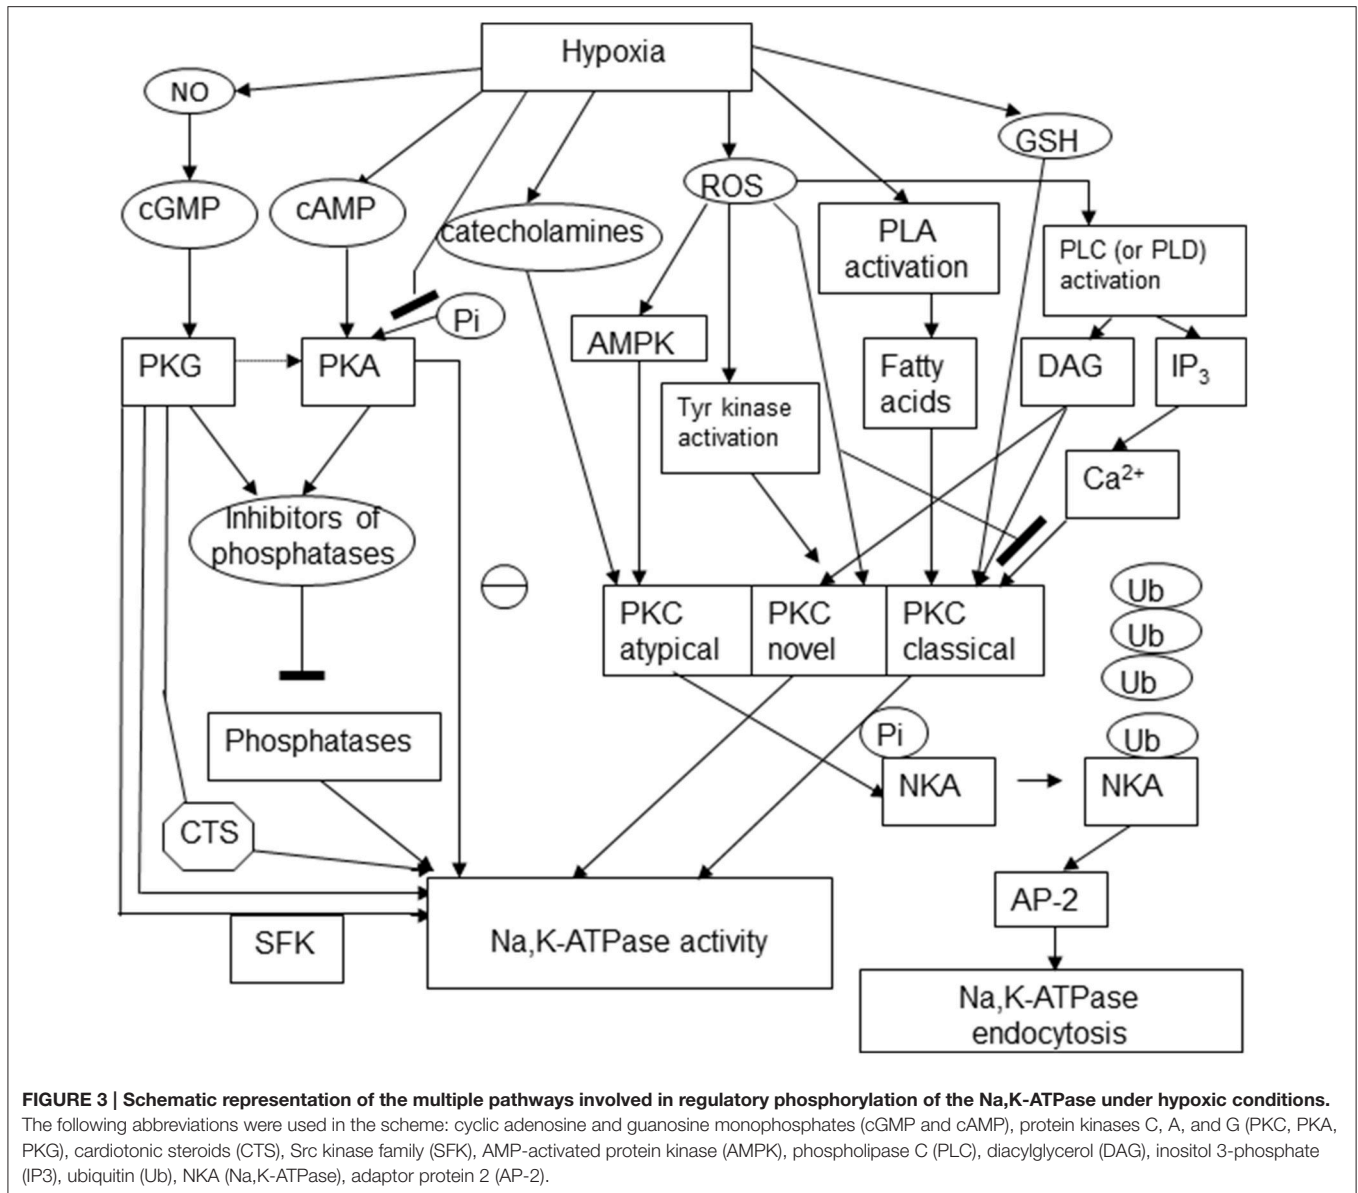 Hypoxia
NO
GSH
ROS
cGMP
cAMP
catecholamines
PLA
activation
PLC (or PLD)
activation
Pi
AMPK
PKG
PKA
Fatty
acids
DAG
IP3
Tyr kinase
activation
Ca2+
Inhibitors of
phosphatases
PKC
atypical
PKC
novel
PKC
classical
Ub
Ub
Ub
Ub
Phosphatases
Pi
NKA
NKA
CTS
AP-2
SFK
Na,K-ATPase activity
Na,K-ATPase
endocytosis
FIGURE 3 | Schematic representation of the multiple pathways involved in regulatory phosphorylation of the Na,K-ATPase under hypoxic conditions.
The following abbreviations were used in the scheme: cyclic adenosine and guanosine monophosphates (cGMP and cAMP), protein kinases C, A, and G (PKC, PKA,
PKG), cardiotonic steroids (CTS), Src kinase family (SFK), AMP-activated protein kinase (AMPK), phospholipase C (PLC), diacylglycerol (DAG), inositol 3-phosphate
(IP3), ubiquitin (Ub), NKA (Na,K-ATPase), adaptor protein 2 (AP-2).